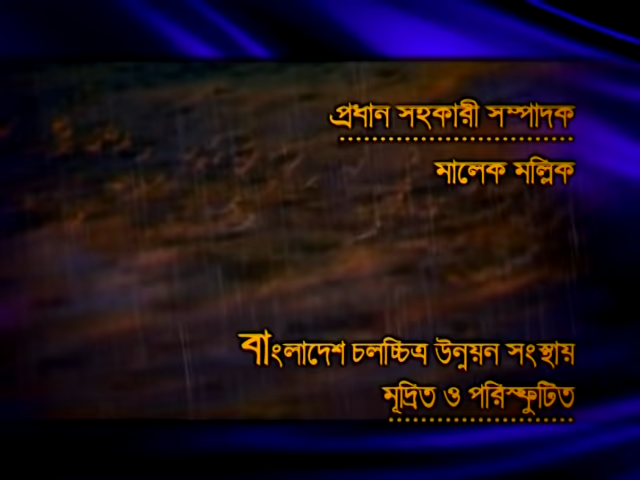 প্রধান সহকারী সম্পাদক
মালেক মল্লিক
বাংলাদেশ চলচ্চিত্র উন্নয়ন সংস্থায়
মূদ্রিত ও পরিস্ফুটিত